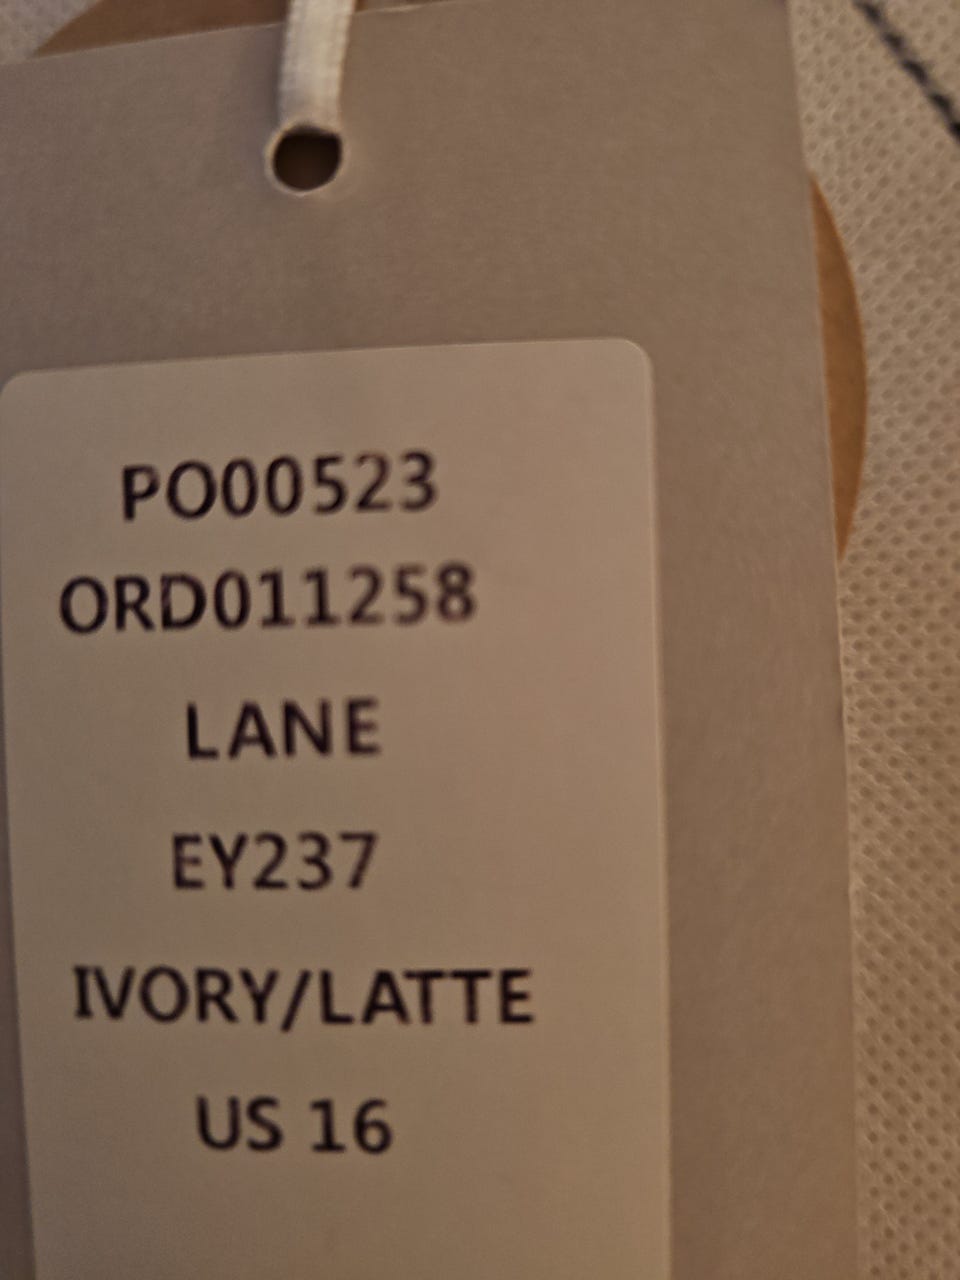 PO00523
ORD011258
LANE
EY237
IVORY/LATTE
US 16